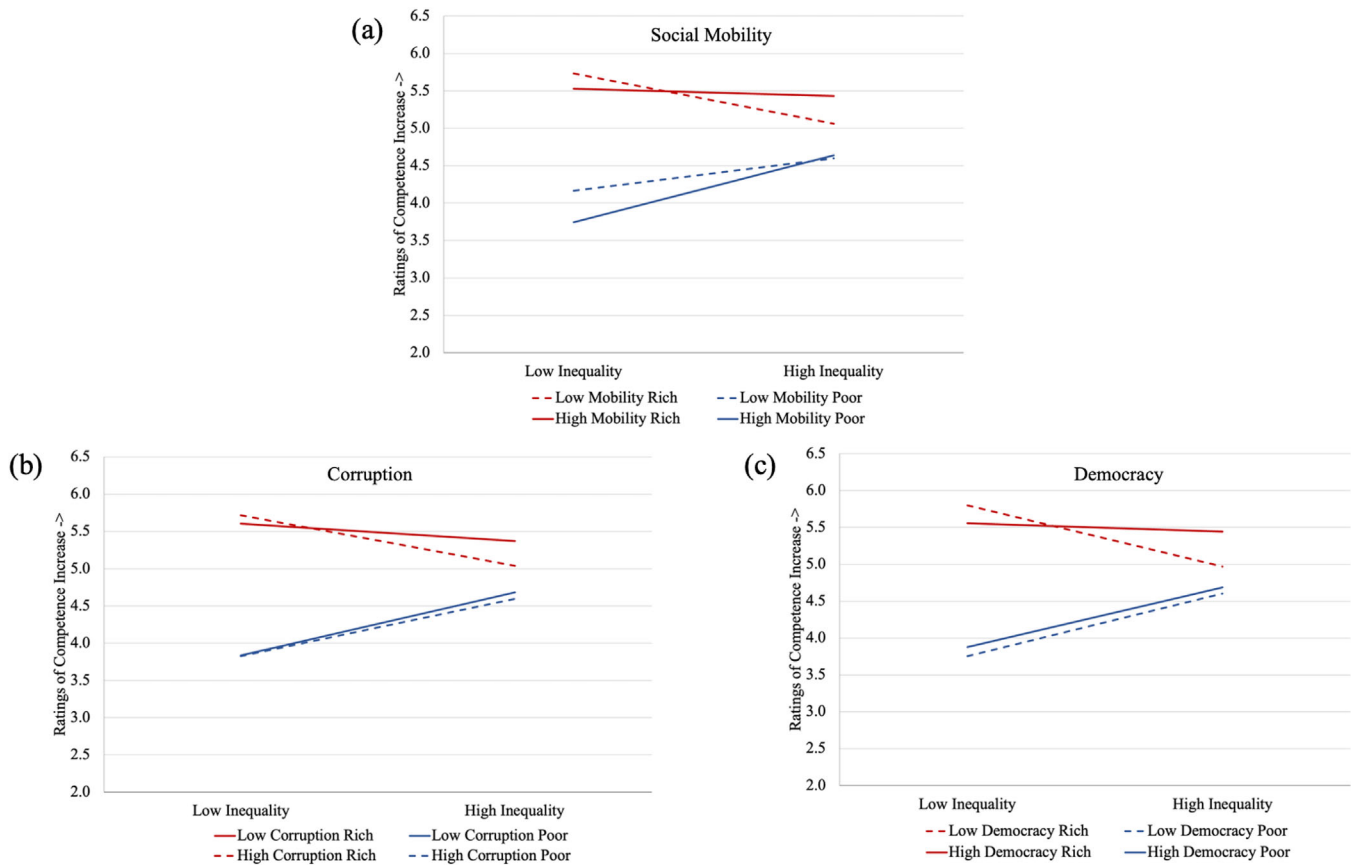 (a)
Social Mobility
Ratings of Competence Increase ->
6.5
6.0
5.5
5.0
4.5
4.0
3.5
3.0
2.5
2.0
Low Inequality High Inequality
Low Mobility Rich Low Mobility Poor
High Mobility Rich High Mobility Poor
(b)
Corruption
Ratings of Competence Increase ->
6.5
6.0
5.5
5.0
4.5
4.0
3.5
3.0
2.5
2.0
Low Inequality High Inequality
Low Corruption Rich Low Corruption Poor
High Corruption Rich High Corruption Poor
(c)
Democracy
Ratings of Competence Increase ->
6.5
6.0
5.5
5.0
4.5
4.0
3.5
3.0
2.5
2.0
Low Inequality High Inequality
Low Democracy Rich Low Democracy Poor
High Democracy Rich High Democracy Poor